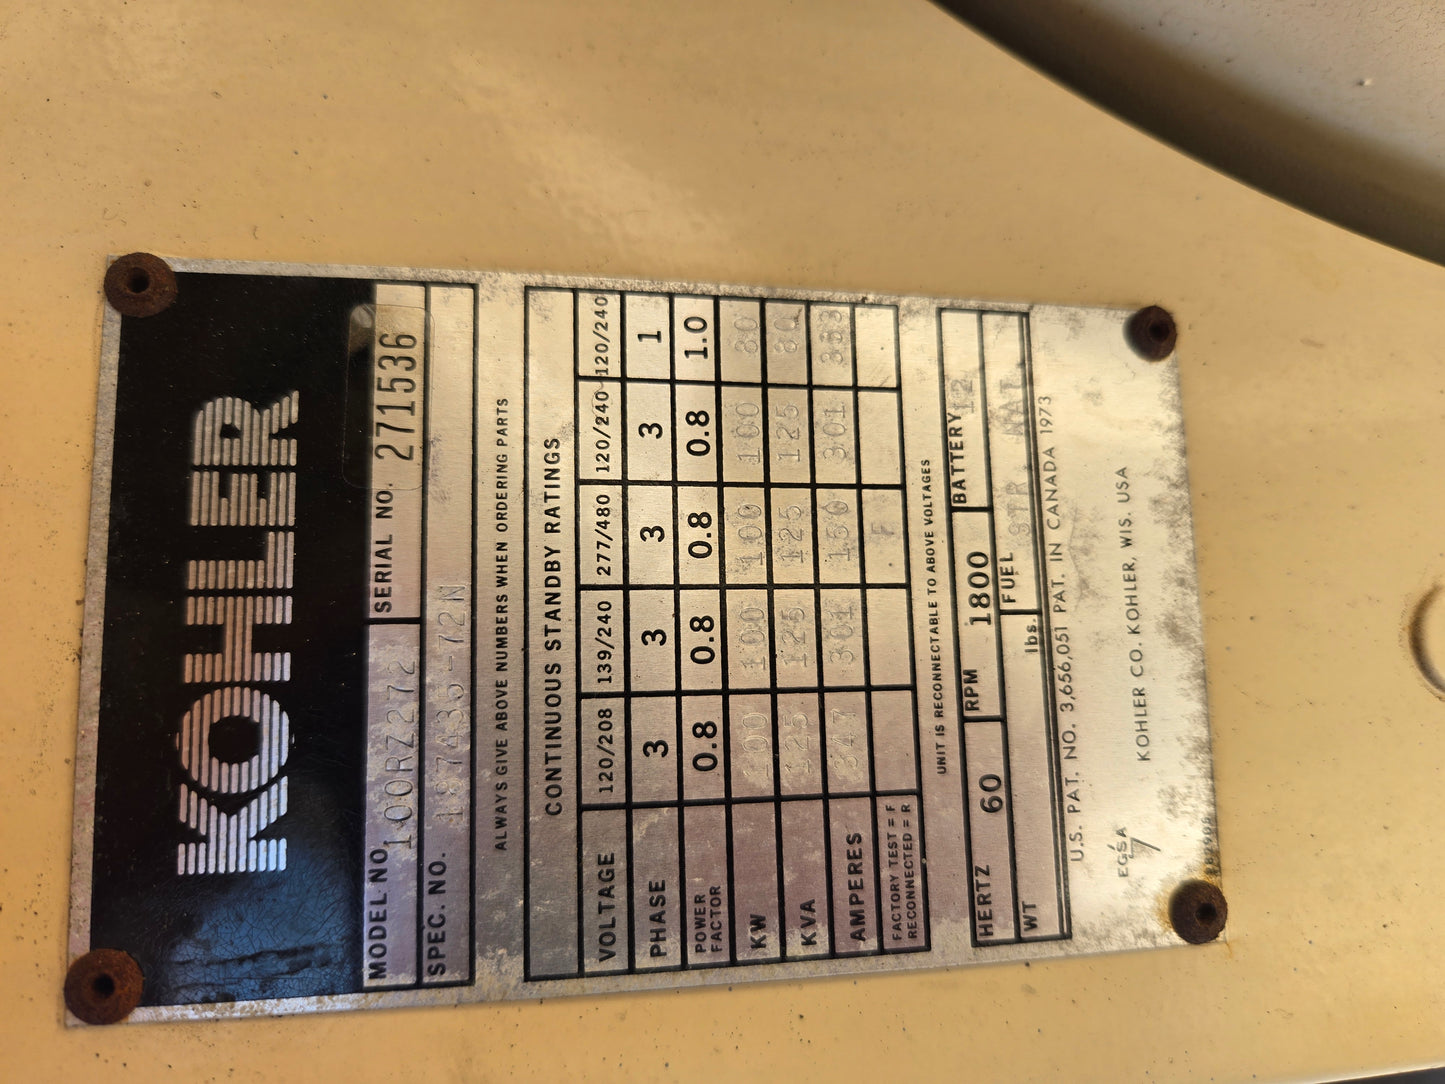 KOHLER
MODEL NO. 100RZ272 SERIAL NO. 271536
SPEC. NO. 187435-72N
ALWAYS GIVE ABOVE NUMBERS WHEN ORDERING PARTS
CONTINUOUS STANDBY RATINGS
VOLTAGE 120/208 139/240 277/480 120/240 120/240
PHASE 3 3 3 3 1
POWER FACTOR 0.8 0.8 0.8 0.8 1.0
KW 100 100 100 100 80
KVA 125 125 125 125 80
AMPERES 347 301 150 301 333
FACTORY TEST = F F
RECONNECTED = R
UNIT IS RECONNECTABLE TO ABOVE VOLTAGES
HERTZ 60 RPM 1800 BATTERY 12
WT lbs. FUEL STR. NAT.
U.S. PAT. NO. 3,656,051 PAT. IN CANADA 1973
EGSA KOHLER CO. KOHLER, WIS. USA